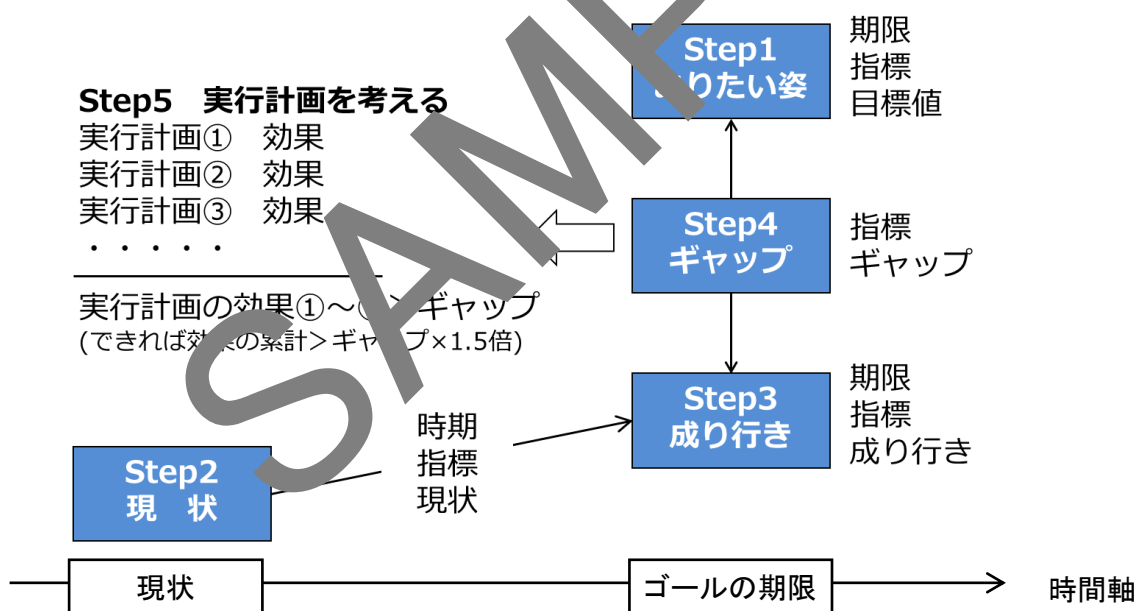 Step1
りたい姿
期限
指標
目標値
Step5 実行計画を考える
実行計画① 効果
実行計画② 効果
実行計画③ 効果
・・・・・
実行計画の効果①～ >ギャップ
(できれば効果の累計＞ギャップ×1.5倍)
Step4
ギャップ
指標
ギャップ
Step3
成り行き
期限
指標
成り行き
時期
指標
現状
Step2
現 状
現状
ゴールの期限
時間軸
SAMP